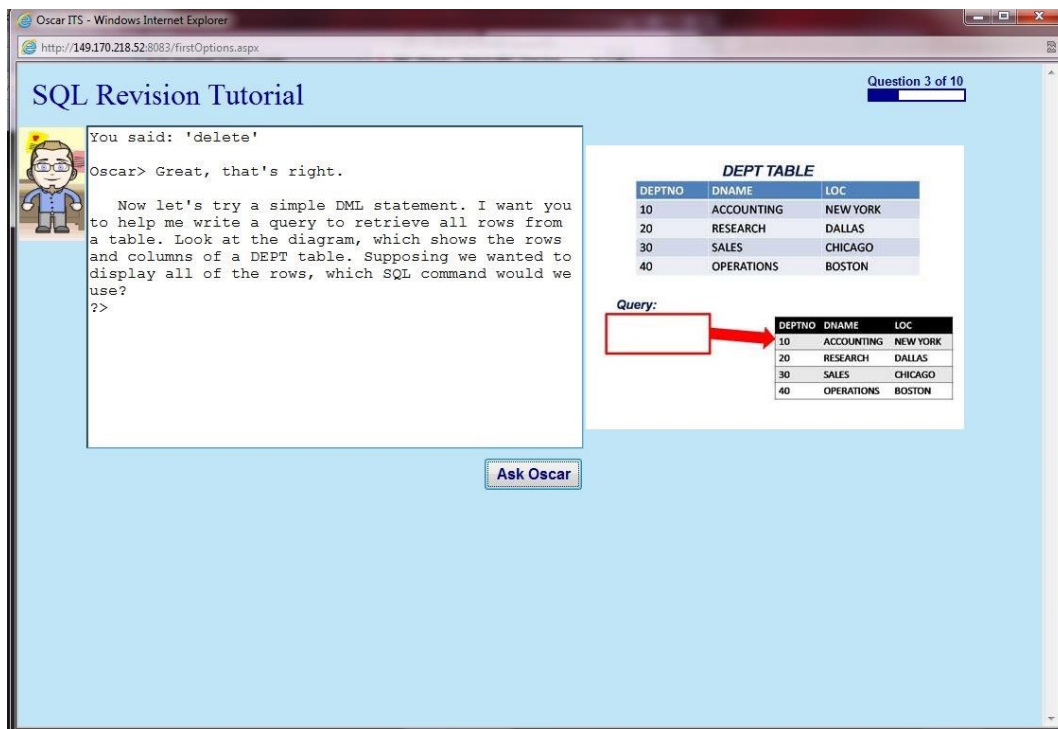 Oscar ITS - Windows Internet Explorer
http://149.170.218.52:8083/firstOptions.aspx
SQL Revision Tutorial
Question 3 of 10
You said: 'delete'
Oscar> Great, that's right.
Now let's try a simple DML statement. I want you
to help me write a query to retrieve all rows from
a table. Look at the diagram, which shows the rows
and columns of a DEPT table. Supposing we wanted to
display all of the rows, which SQL command would we
use?
?>
Ask Oscar
DEPT TABLE
DEPTNO DNAME LOC
10 ACCOUNTING NEW YORK
20 RESEARCH DALLAS
30 SALES CHICAGO
40 OPERATIONS BOSTON
Query:
DEPTNO DNAME LOC
10 ACCOUNTING NEW YORK
20 RESEARCH DALLAS
30 SALES CHICAGO
40 OPERATIONS BOSTON